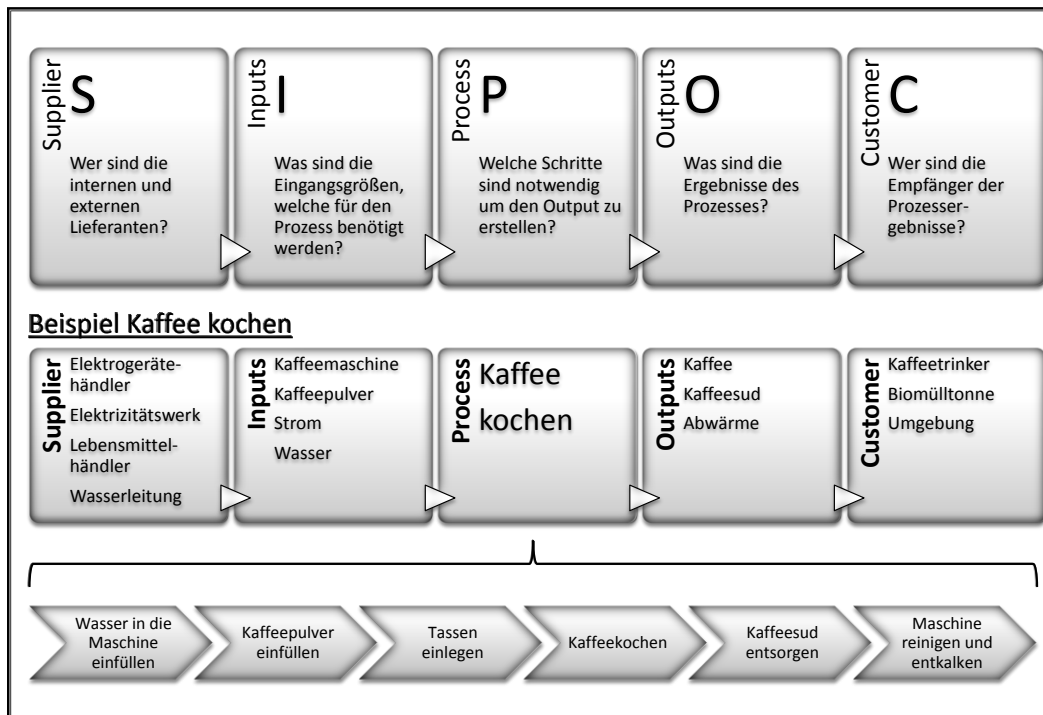 Supplier
S
Wer sind die
internen und
externen
Lieferanten?
Inputs
I
Was sind die
Eingangsgrößen,
welche für den
Prozess benötigt
werden?
Process
P
Welche Schritte
sind notwendig
um den Output zu
erstellen?
Outputs
O
Was sind die
Ergebnisse des
Prozesses?
Customer
C
Wer sind die
Empfänger der
Prozesser-
gebnisse?
Beispiel Kaffee kochen
Supplier
Elektrogeräte-
händler
Elektrizitätswerk
Lebensmittel-
händler
Wasserleitung
Inputs
Kaffeemaschine
Kaffeepulver
Strom
Wasser
Process
Kaffee
kochen
Outputs
Kaffee
Kaffeesud
Abwärme
Customer
Kaffeetrinker
Biomülltonne
Umgebung
Wasser in die
Maschine
einfüllen
Kaffeepulver
einfüllen
Tassen
einlegen
Kaffeekochen
Kaffeesud
entsorgen
Maschine
reinigen und
entkalken